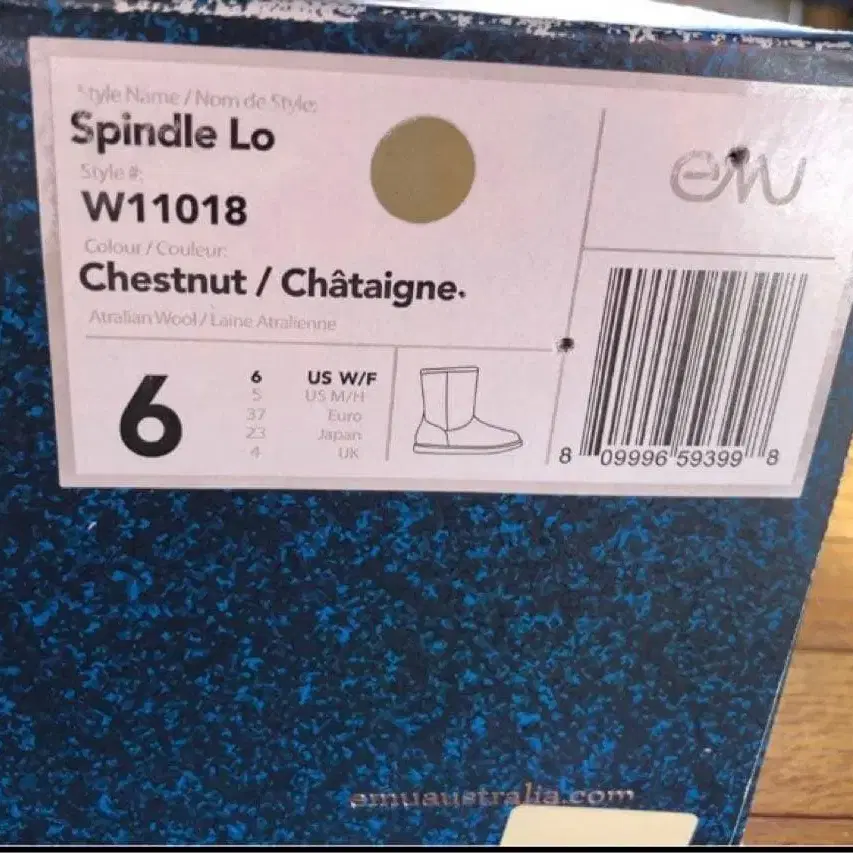 Style Name / Nom de Style:
Spindle Lo
Style #:
W11018
Colour / Couleur:
Chestnut / Châtaigne.
Atralian Wool / Laine Atralienne
6
6 US W/F
5 US M/H
37 Euro
23 Japan
4 UK
emu
8 09996 59399 8
emuaustralia.com